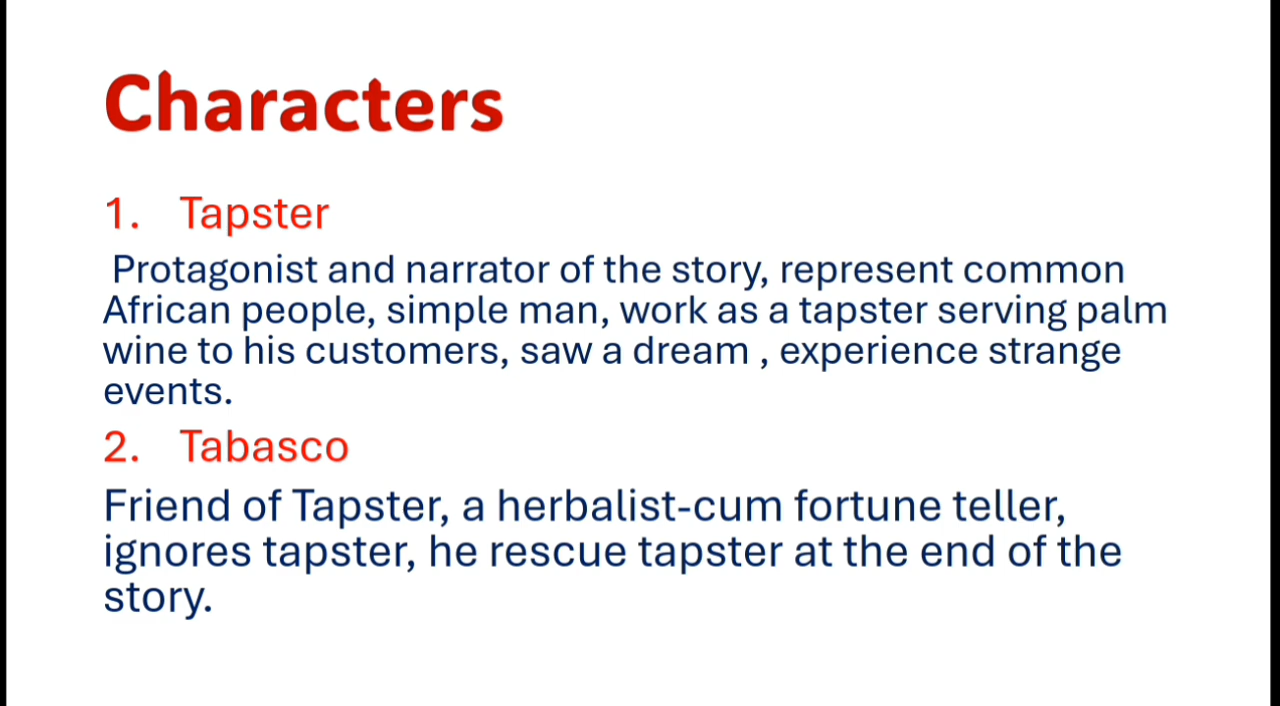 Characters
1. Tapster
Protagonist and narrator of the story, represent common
African people, simple man, work as a tapster serving palm
wine to his customers, saw a dream , experience strange
events.
2. Tabasco
Friend of Tapster, a herbalist-cum fortune teller,
ignores tapster, he rescue tapster at the end of the
story.